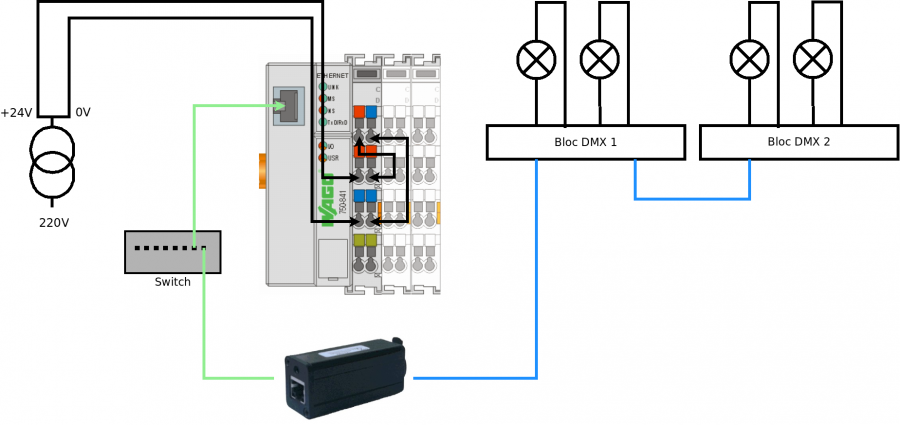 +24V
0V
220V
ETHERNET
LINK
MS
NS
TxD/RxD
I/O
USR
WAGO
750-841
C
D
Switch
Bloc DMX 1
Bloc DMX 2